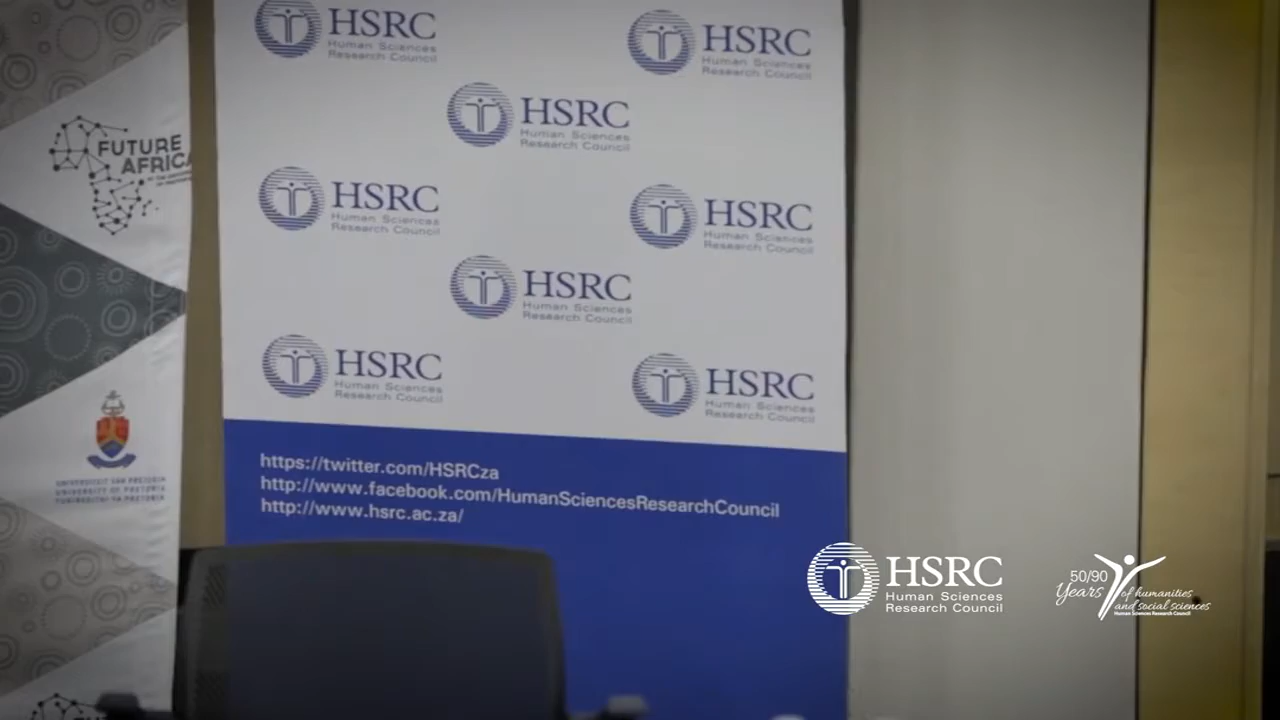 FUTURE
AFRICA
UNIVERSITEIT VAN PRETORIA
UNIVERSITY OF PRETORIA
YUNIBESITHI YA PRETORIA
HSRC
Human Sciences
Research Council
HSRC
Human Sciences
Research Council
HSRC
Human Sciences
Research Council
HSRC
Human Sciences
Research Council
HSRC
Human Sciences
Research Council
HSRC
Human Sciences
Research Council
HSRC
Human Sciences
Research Council
HSRC
Human Sciences
Research Council
https://twitter.com/HSRCza
http://www.facebook.com/HumanSciencesResearchCouncil
http://www.hsrc.ac.za/
HSRC
Human Sciences
Research Council
50/90
Years of humanities
and social sciences
Human Sciences Research Council